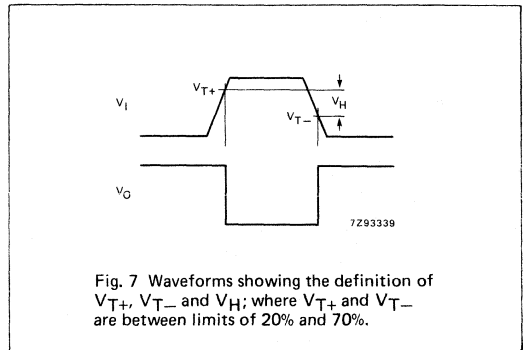 VT+
VI
VH
VT−
VO
7Z93339
Fig. 7 Waveforms showing the definition of
VT+, VT− and VH; where VT+ and VT−
are between limits of 20% and 70%.